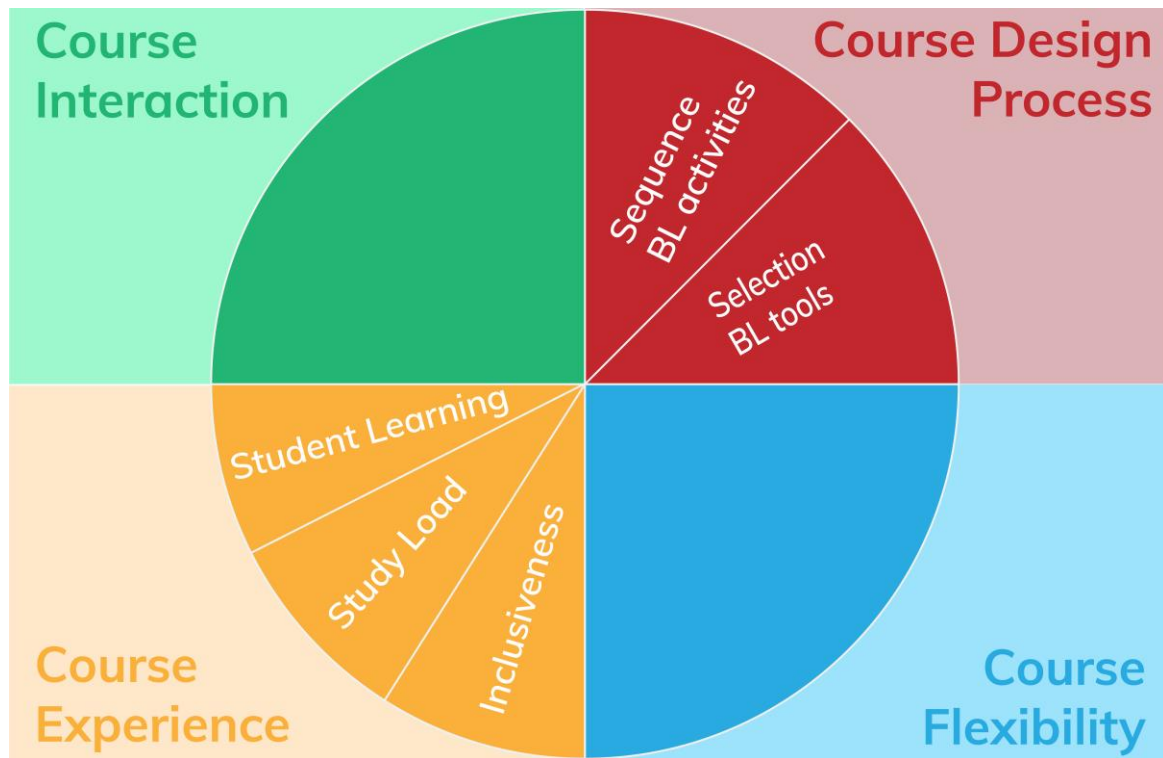 Course
Interaction
Course Design
Process
Sequence
BL activities
Selection
BL tools
Student Learning
Study Load
Inclusiveness
Course
Experience
Course
Flexibility